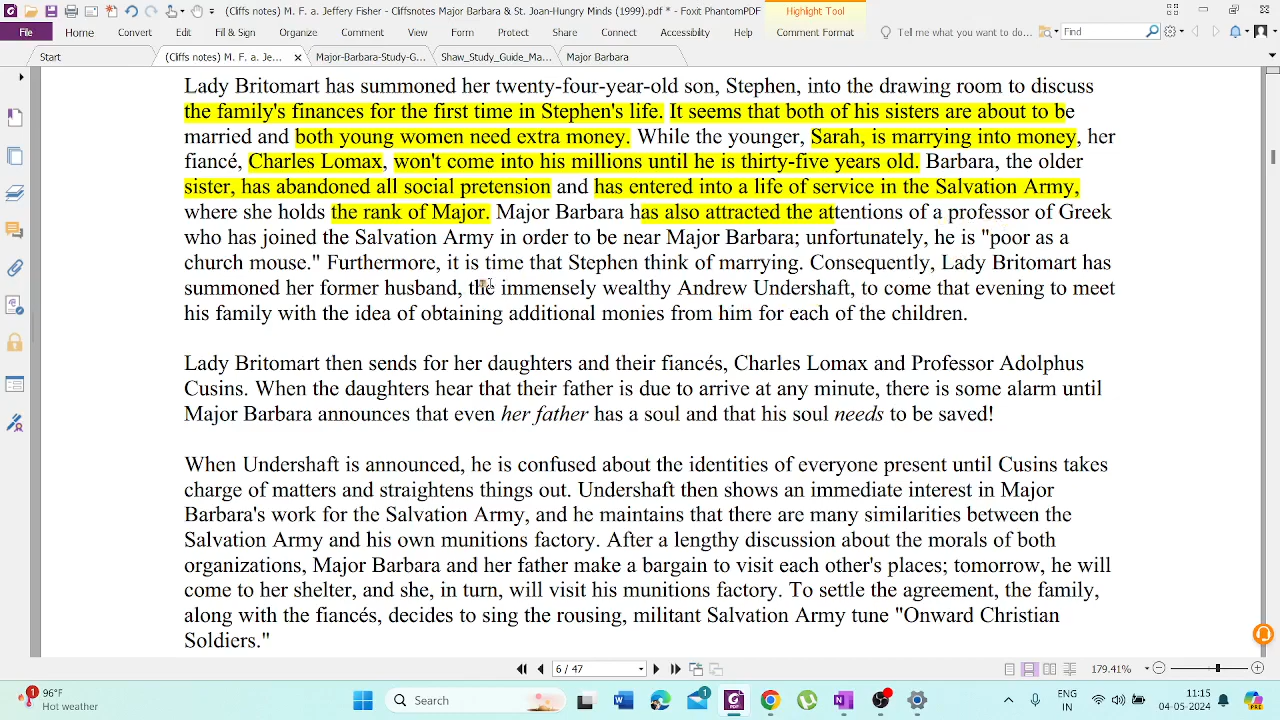 (Cliffs notes) M. F. a. Jeffery Fisher - Cliffsnotes Major Barbara & St. Joan-Hungry Minds (1999).pdf * - Foxit PhantomPDF
Highlight Tool
File Home Convert Edit Fill & Sign Organize Comment View Form Protect Share Connect Accessibility Help Comment Format Tell me what you want to do... Find
Start (Cliffs notes) M. F. a. Je... Major-Barbara-Study-G... Shaw_Study_Guide_Ma... Major Barbara
Lady Britomart has summoned her twenty-four-year-old son, Stephen, into the drawing room to discuss
the family's finances for the first time in Stephen's life. It seems that both of his sisters are about to be
married and both young women need extra money. While the younger, Sarah, is marrying into money, her
fiancé, Charles Lomax, won't come into his millions until he is thirty-five years old. Barbara, the older
sister, has abandoned all social pretension and has entered into a life of service in the Salvation Army,
where she holds the rank of Major. Major Barbara has also attracted the attentions of a professor of Greek
who has joined the Salvation Army in order to be near Major Barbara; unfortunately, he is "poor as a
church mouse." Furthermore, it is time that Stephen think of marrying. Consequently, Lady Britomart has
summoned her former husband, the immensely wealthy Andrew Undershaft, to come that evening to meet
his family with the idea of obtaining additional monies from him for each of the children.
Lady Britomart then sends for her daughters and their fiancés, Charles Lomax and Professor Adolphus
Cusins. When the daughters hear that their father is due to arrive at any minute, there is some alarm until
Major Barbara announces that even her father has a soul and that his soul needs to be saved!
When Undershaft is announced, he is confused about the identities of everyone present until Cusins takes
charge of matters and straightens things out. Undershaft then shows an immediate interest in Major
Barbara's work for the Salvation Army, and he maintains that there are many similarities between the
Salvation Army and his own munitions factory. After a lengthy discussion about the morals of both
organizations, Major Barbara and her father make a bargain to visit each other's places; tomorrow, he will
come to her shelter, and she, in turn, will visit his munitions factory. To settle the agreement, the family,
along with the fiancés, decides to sing the rousing, militant Salvation Army tune "Onward Christian
Soldiers."
6 / 47
179.41%
1
96°F
Hot weather
Search
1
ENG
IN
11:15
04-05-2024